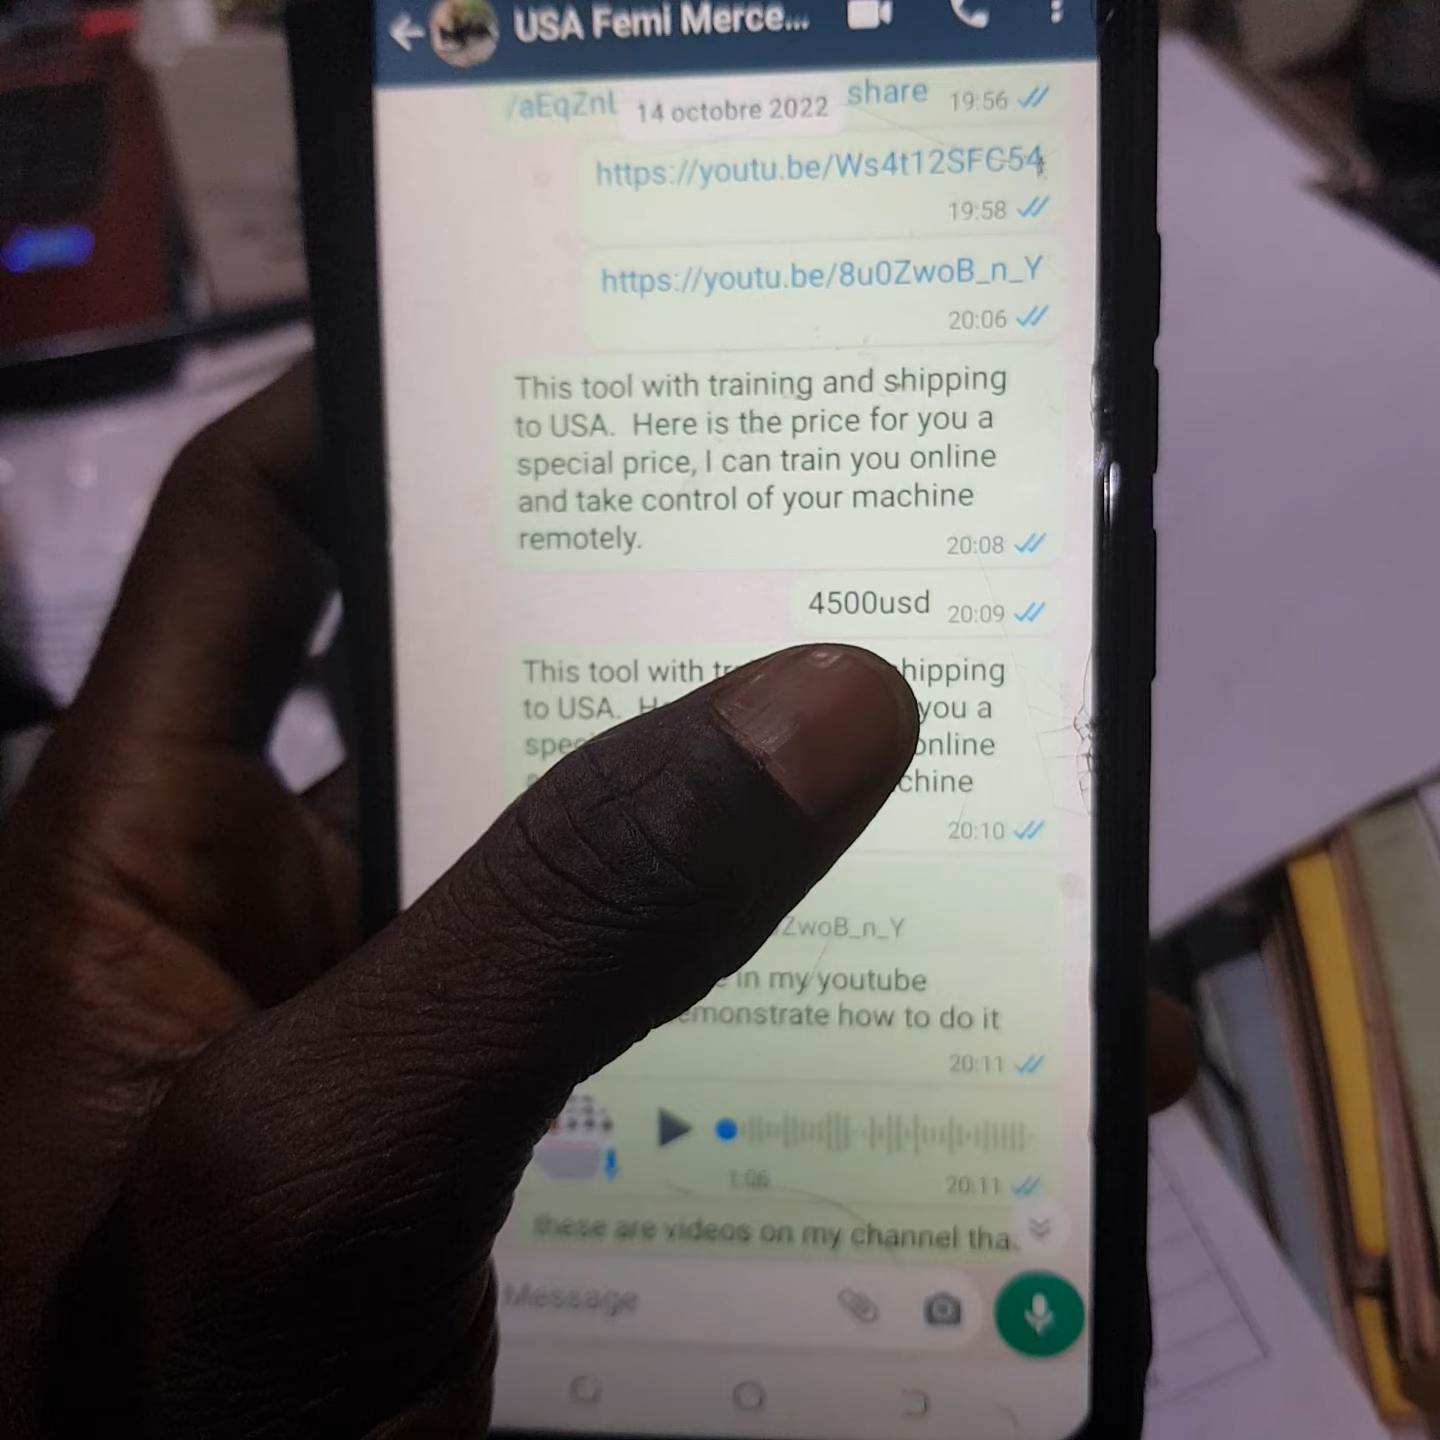 USA Femi Merce...
/aEqZnL
14 octobre 2022
share 19:56
https://youtu.be/Ws4t12SFC54
19:58
https://youtu.be/8u0ZwoB_n_Y
20:06
This tool with training and shipping
to USA. Here is the price for you a
special price, I can train you online
and take control of your machine
remotely.
20:08
4500usd 20:09
This tool with hipping
to USA. you a
online
chine
20:10
ZwoB_n_Y
in my youtube
how to do it
20:11
1:06
20:11
these are videos on my channel tha..
Message